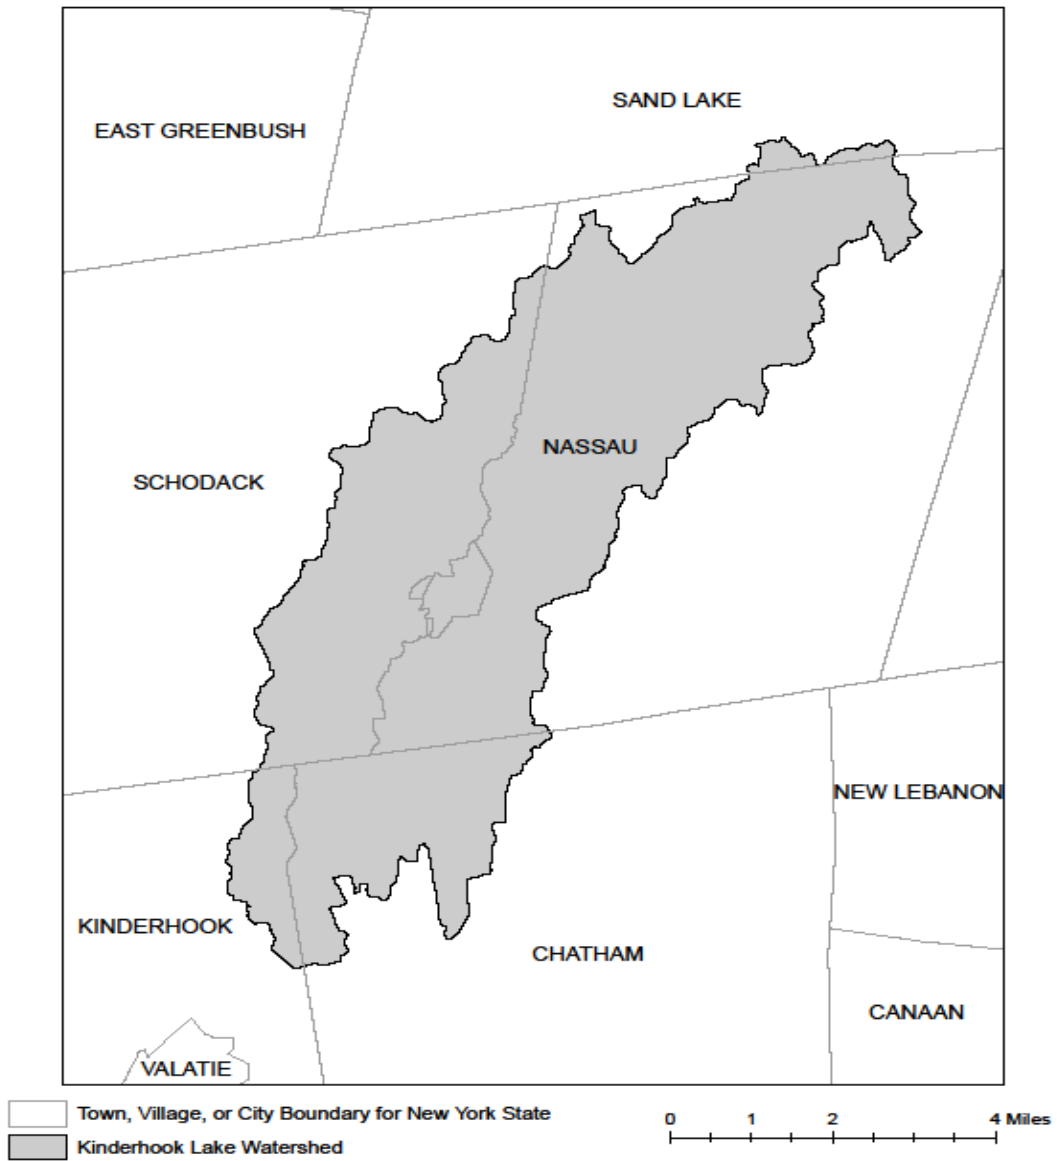 SAND LAKE
EAST GREENBUSH
NASSAU
SCHODACK
NEW LEBANON
KINDERHOOK
CHATHAM
CANAAN
VALATIE
Town, Village, or City Boundary for New York State
Kinderhook Lake Watershed
0 1 2 4 Miles